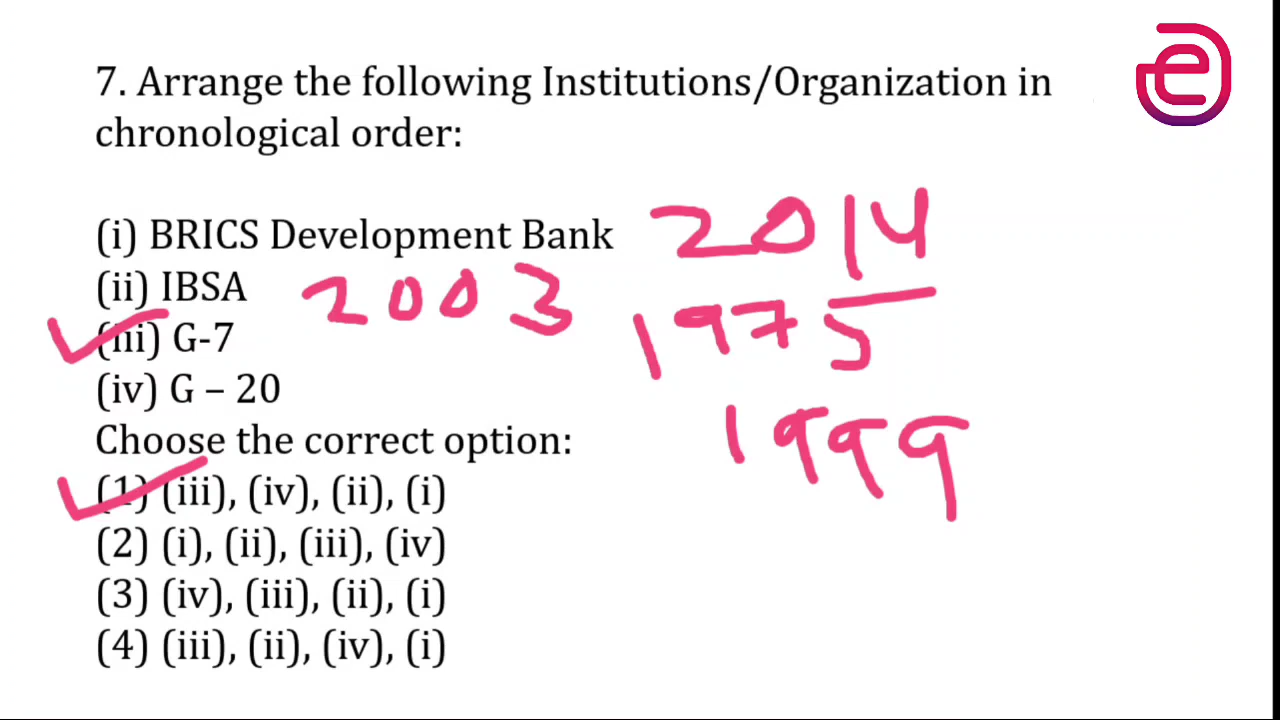 7. Arrange the following Institutions/Organization in
chronological order:
(i) BRICS Development Bank 2014
(ii) IBSA 2003
(iii) G-7 1975
(iv) G – 20 1999
Choose the correct option:
(1) (iii), (iv), (ii), (i)
(2) (i), (ii), (iii), (iv)
(3) (iv), (iii), (ii), (i)
(4) (iii), (ii), (iv), (i)